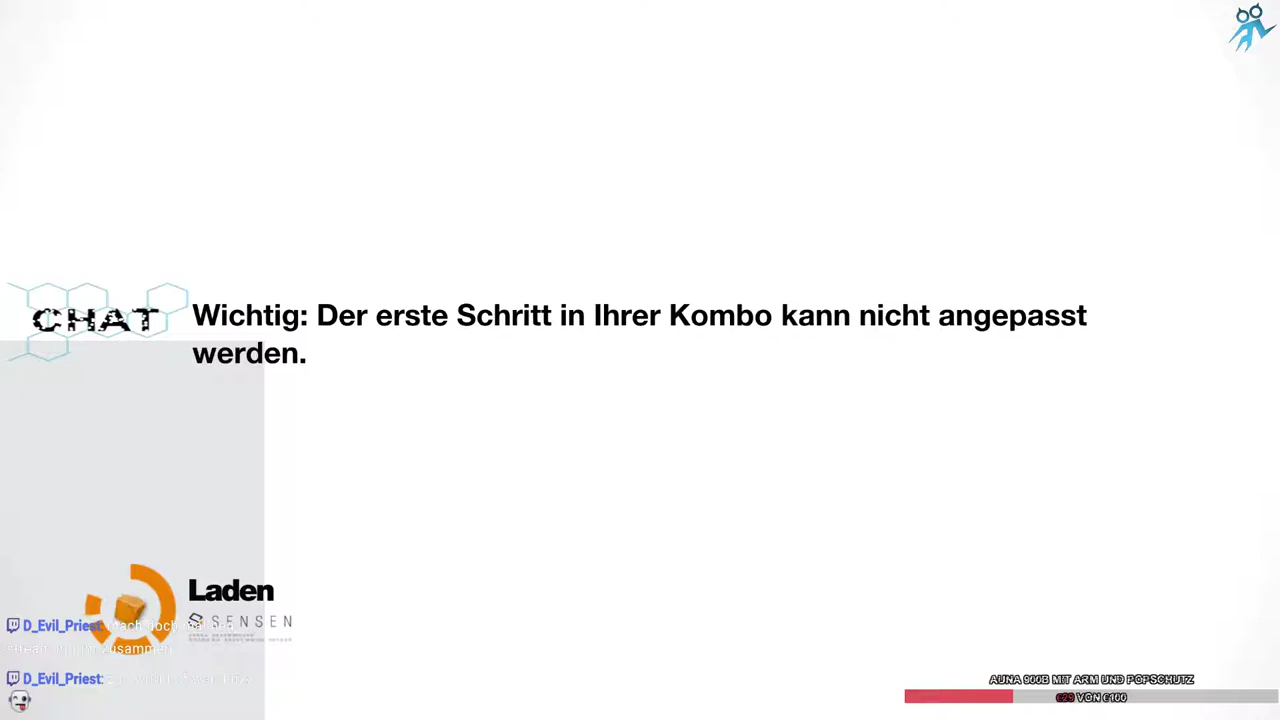 CHAT
Wichtig: Der erste Schritt in Ihrer Kombo kann nicht angepasst
werden.
Laden
SENSEN
D_Evil_Priest:
zusammen
D_Evil_Priest:
AUNA 900B MIT ARM UND POPSCHUTZ
€29 VON €100